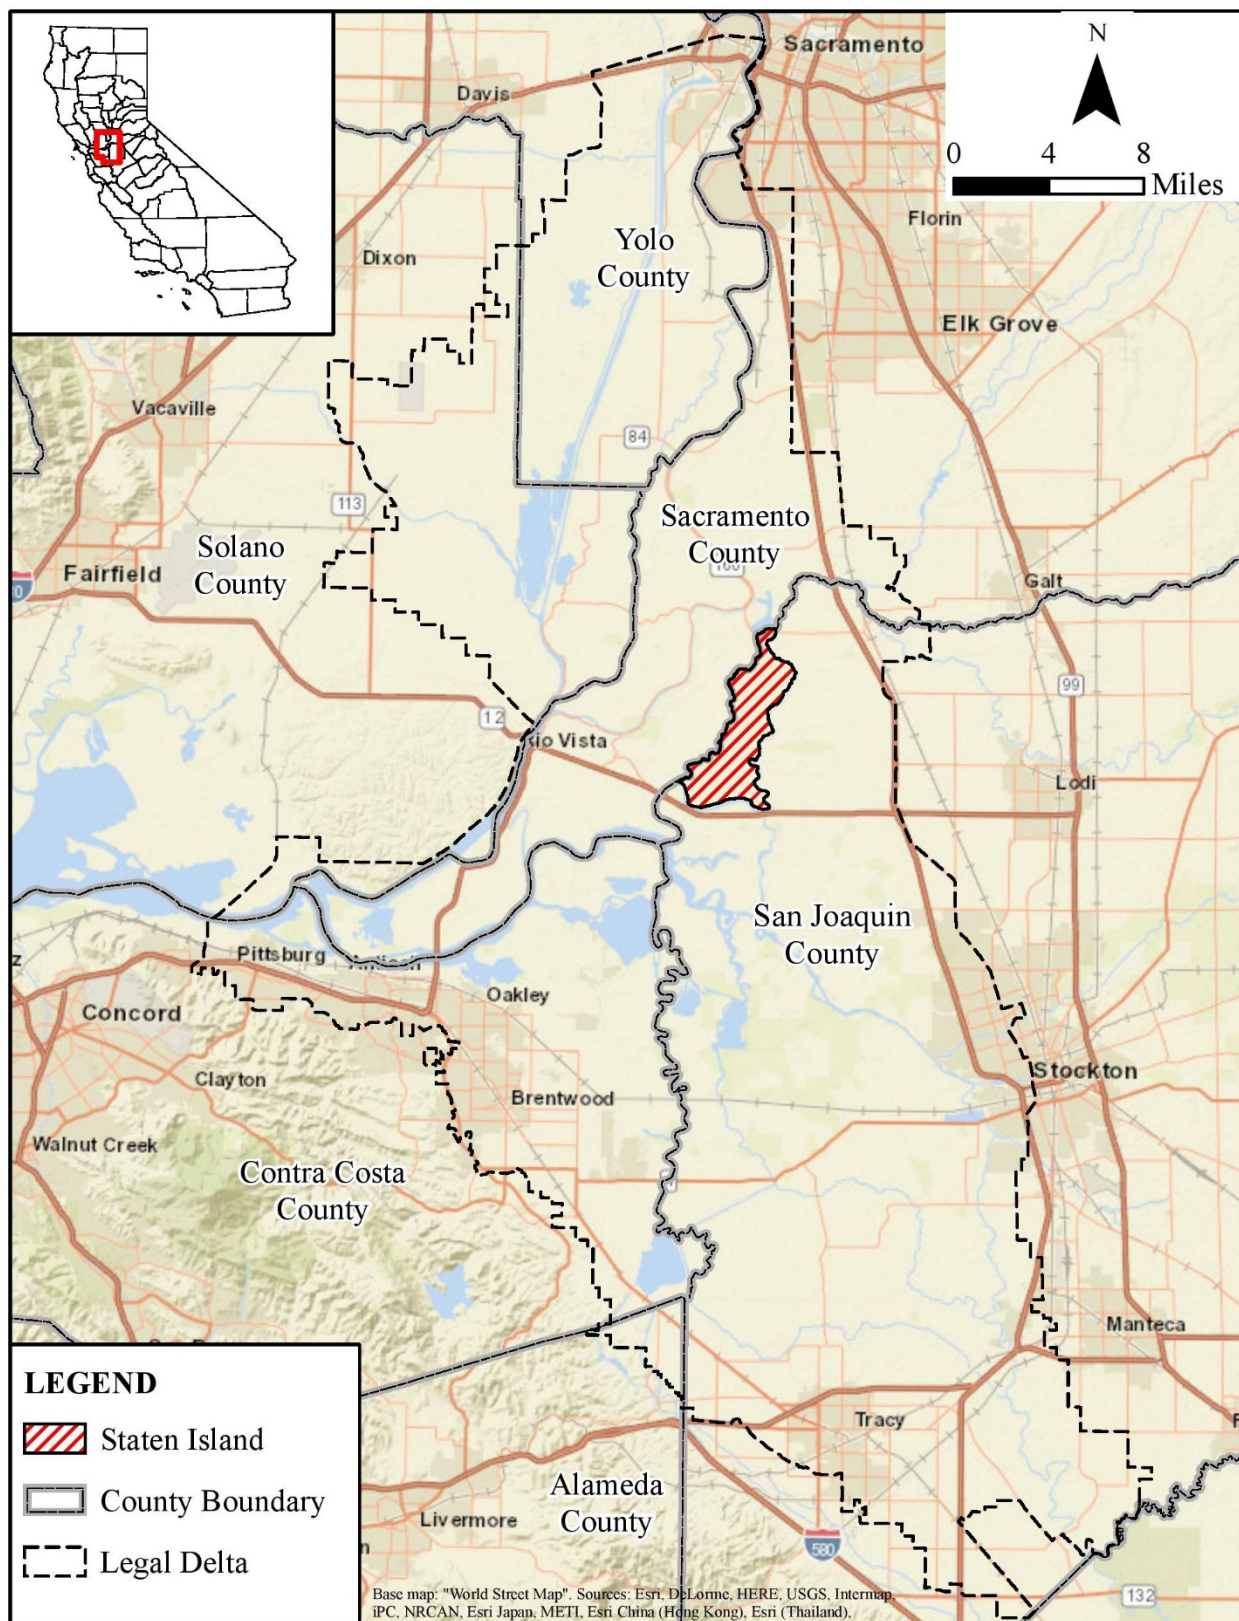 Sacramento
N
Davis
0 4 8
Miles
Florin
Yolo
County
Dixon
Elk Grove
Vacaville
84
113
Sacramento
County
Solano
County
Fairfield
Galt
99
12
Rio Vista
Lodi
San Joaquin
County
Pittsburg
Antioch
Oakley
Concord
Clayton
Stockton
Brentwood
Walnut Creek
Contra Costa
County
Manteca
LEGEND
Staten Island
County Boundary
Legal Delta
Tracy
Alameda
County
Livermore
580
132
Base map: "World Street Map". Sources: Esri, DeLorme, HERE, USGS, Intermap,
iPC, NRCAN, Esri Japan, METI, Esri China (Hong Kong), Esri (Thailand),